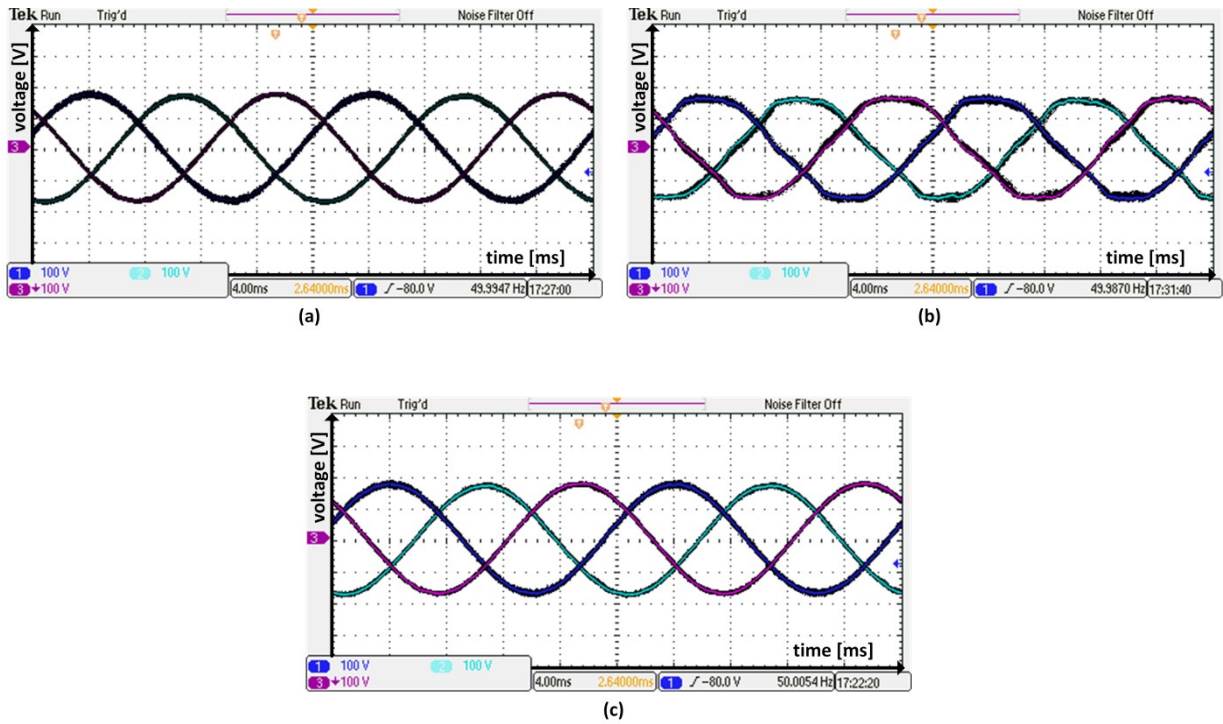 Tek Run Trig'd Noise Filter Off
voltage [V]
3
time [ms]
1 100 V 2 100 V
3 100 V 4.00ms 2.64000ms 1 -80.0 V 49.9947 Hz 17:27:00
(a)
Tek Run Trig'd Noise Filter Off
voltage [V]
3
time [ms]
1 100 V 2 100 V
3 100 V 4.00ms 2.64000ms 1 -80.0 V 49.9870 Hz 17:31:40
(b)
Tek Run Trig'd Noise Filter Off
voltage [V]
3
time [ms]
1 100 V 2 100 V
3 100 V 4.00ms 2.64000ms 1 -80.0 V 50.0054 Hz 17:22:20
(c)